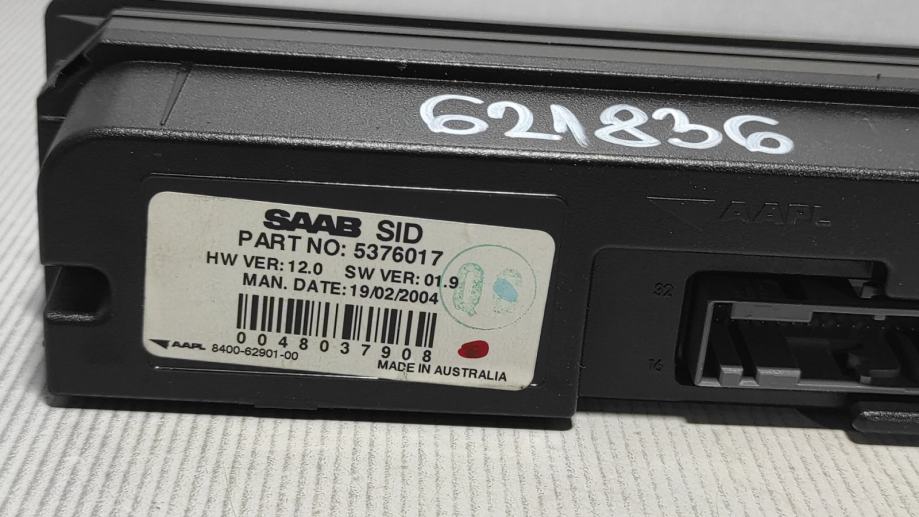 621836
SAAB SID
PART NO: 5376017
HW VER: 12.0 SW VER: 01.9
MAN. DATE: 19/02/2004
0048037908
AAPL 8400-62901-00
MADE IN AUSTRALIA
AAPL
32
16